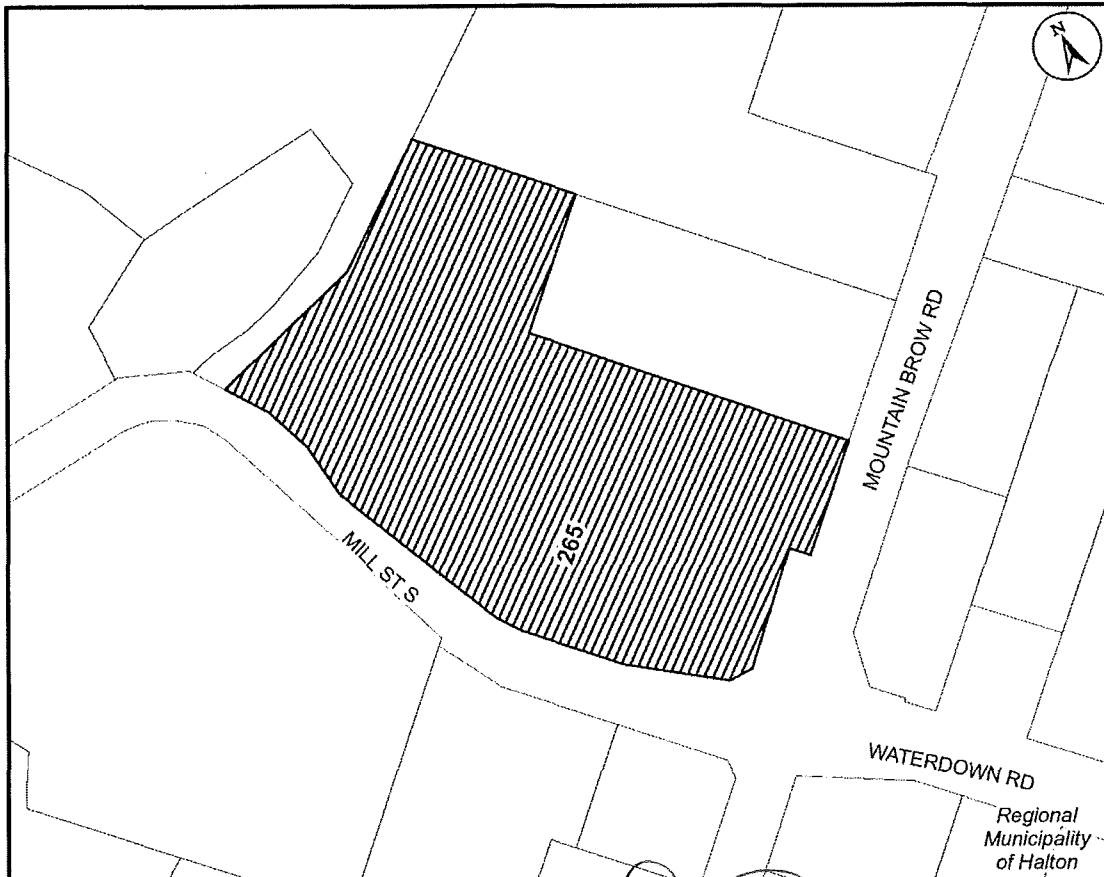 N
MOUNTAIN BROW RD
265
MILL ST S
WATERDOWN RD
Regional
Municipality
of Halton